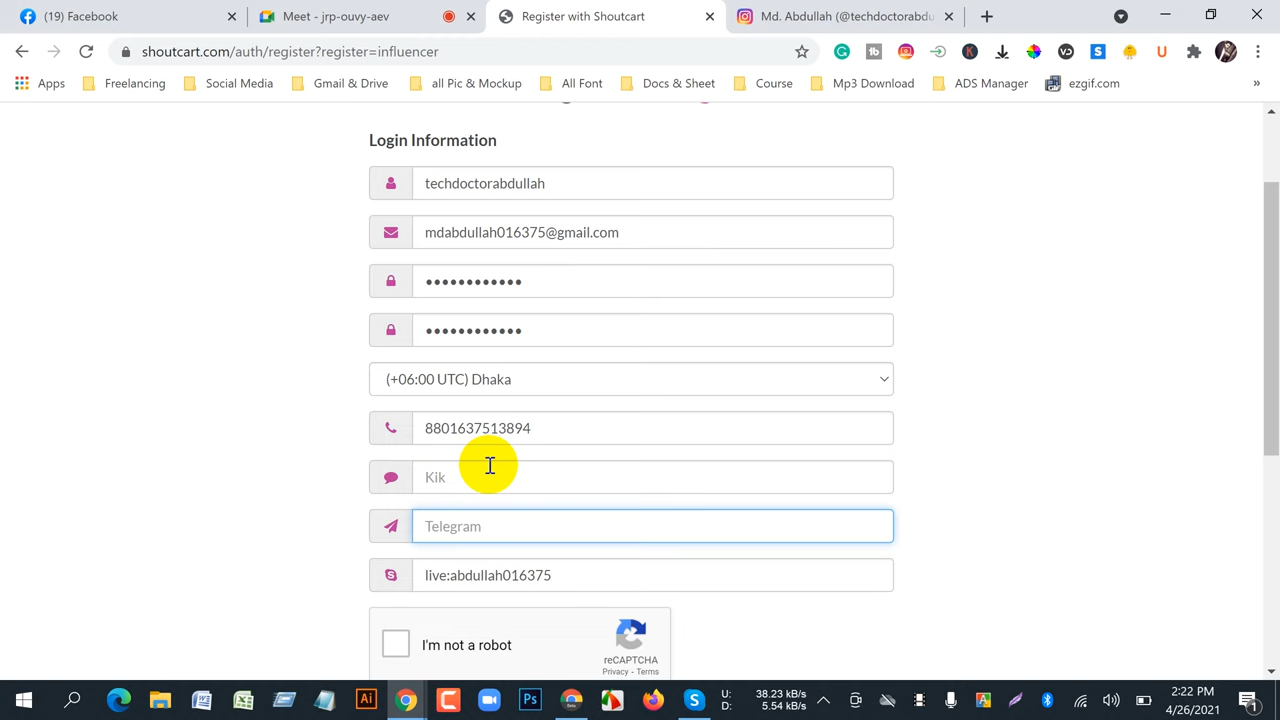 (19) Facebook
Meet - jrp-ouvy-aev
Register with Shoutcart
Md. Abdullah (@techdoctorabdu
shoutcart.com/auth/register?register=influencer
Apps
Freelancing
Social Media
Gmail & Drive
all Pic & Mockup
All Font
Docs & Sheet
Course
Mp3 Download
ADS Manager
ezgif.com
»
Login Information
techdoctorabdullah
mdabdullah016375@gmail.com
(+06:00 UTC) Dhaka
8801637513894
Kik
Telegram
live:abdullah016375
I'm not a robot
reCAPTCHA
Privacy - Terms
U: 38.23 kB/s
D: 5.54 kB/s
2:22 PM
4/26/2021